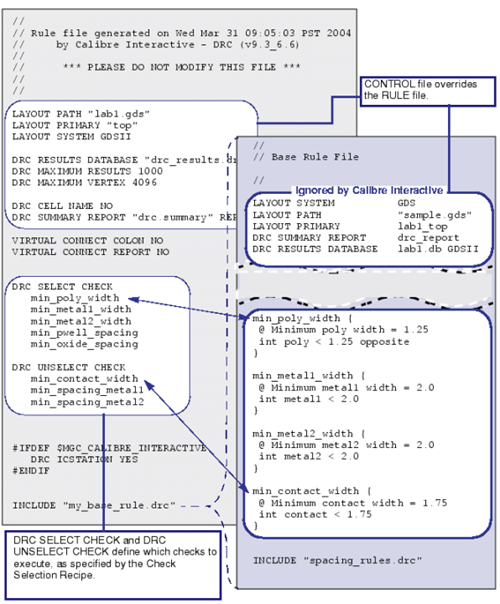 //
// Rule file generated on Wed Mar 31 09:05:03 PST 2004
//     by Calibre Interactive - DRC (v9.3_6.6)
//
//     *** PLEASE DO NOT MODIFY THIS FILE ***
//
//
LAYOUT PATH "lab1.gds"
LAYOUT PRIMARY "top"
LAYOUT SYSTEM GDSII
DRC RESULTS DATABASE "drc_results.d
DRC MAXIMUM RESULTS 1000
DRC MAXIMUM VERTEX 4096
DRC CELL NAME NO
DRC SUMMARY REPORT "drc.summary" REP
VIRTUAL CONNECT COLON NO
VIRTUAL CONNECT REPORT NO
DRC SELECT CHECK
min_poly_width
min_metal1_width
min_metal2_width
min_pwell_spacing
min_oxide_spacing
DRC UNSELECT CHECK
min_contact_width
min_spacing_metal1
min_spacing_metal2
#IFDEF $MGC_CALIBRE_INTERACTIVE
DRC ICSTATION YES
#ENDIF
INCLUDE "my_base_rule.drc"
DRC SELECT CHECK and DRC
UNSELECT CHECK define which checks to
execute, as specified by the Check
Selection Recipe.
CONTROL file overrides
the RULE file.
//
// Base Rule File
//
Ignored by Calibre Interactive
LAYOUT SYSTEM GDS
LAYOUT PATH "sample.gds"
LAYOUT PRIMARY lab1_top
DRC SUMMARY REPORT drc_report
DRC RESULTS DATABASE lab1.db GDSII
min_poly_width {
@ Minimum poly width = 1.25
int poly < 1.25 opposite
}
min_metal1_width {
@ Minimum metal1 width = 2.0
int metal1 < 2.0
}
min_metal2_width {
@ Minimum metal2 width = 2.0
int metal2 < 2.0
}
min_contact_width {
@ Minimum contact width = 1.75
int contact < 1.75
}
INCLUDE "spacing_rules.drc"